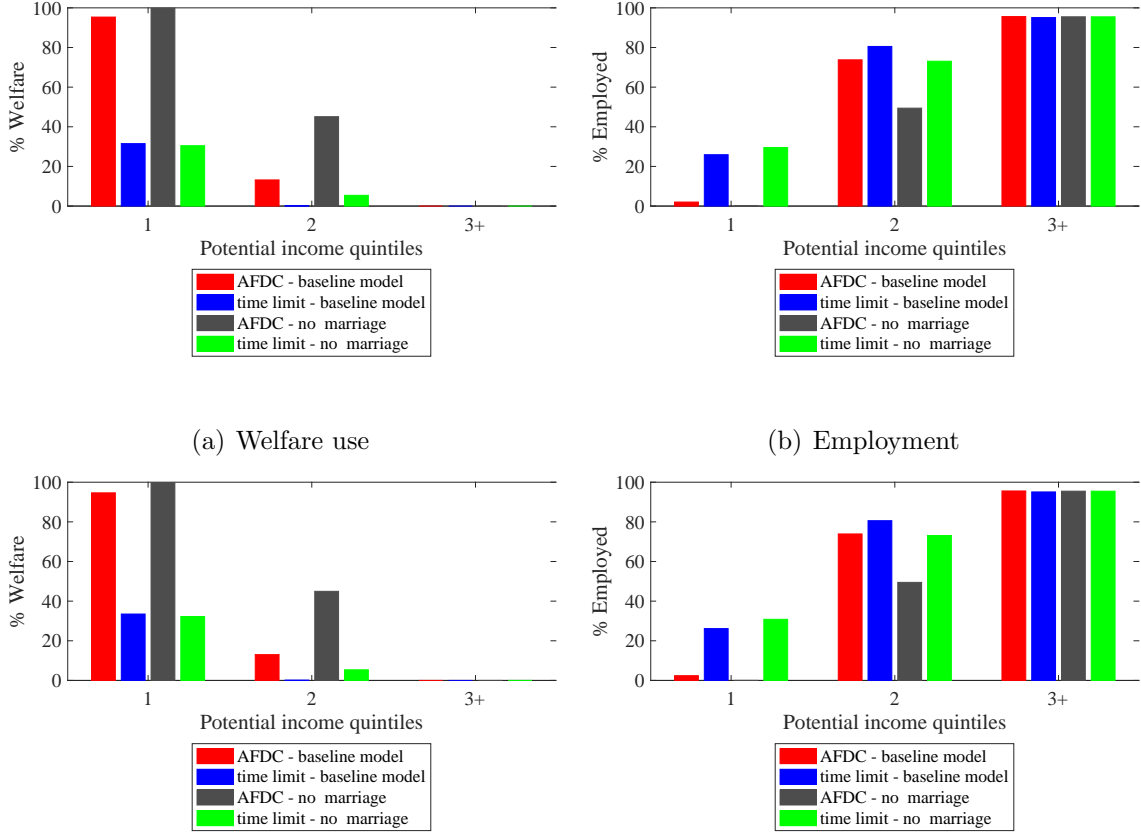 100
80
60
40
20
0
% Welfare
1 2 3+
Potential income quintiles
AFDC - baseline model
time limit - baseline model
AFDC - no marriage
time limit - no marriage
(a) Welfare use
100
80
60
40
20
0
% Employed
1 2 3+
Potential income quintiles
AFDC - baseline model
time limit - baseline model
AFDC - no marriage
time limit - no marriage
(b) Employment
100
80
60
40
20
0
% Welfare
1 2 3+
Potential income quintiles
AFDC - baseline model
time limit - baseline model
AFDC - no marriage
time limit - no marriage
100
80
60
40
20
0
% Employed
1 2 3+
Potential income quintiles
AFDC - baseline model
time limit - baseline model
AFDC - no marriage
time limit - no marriage